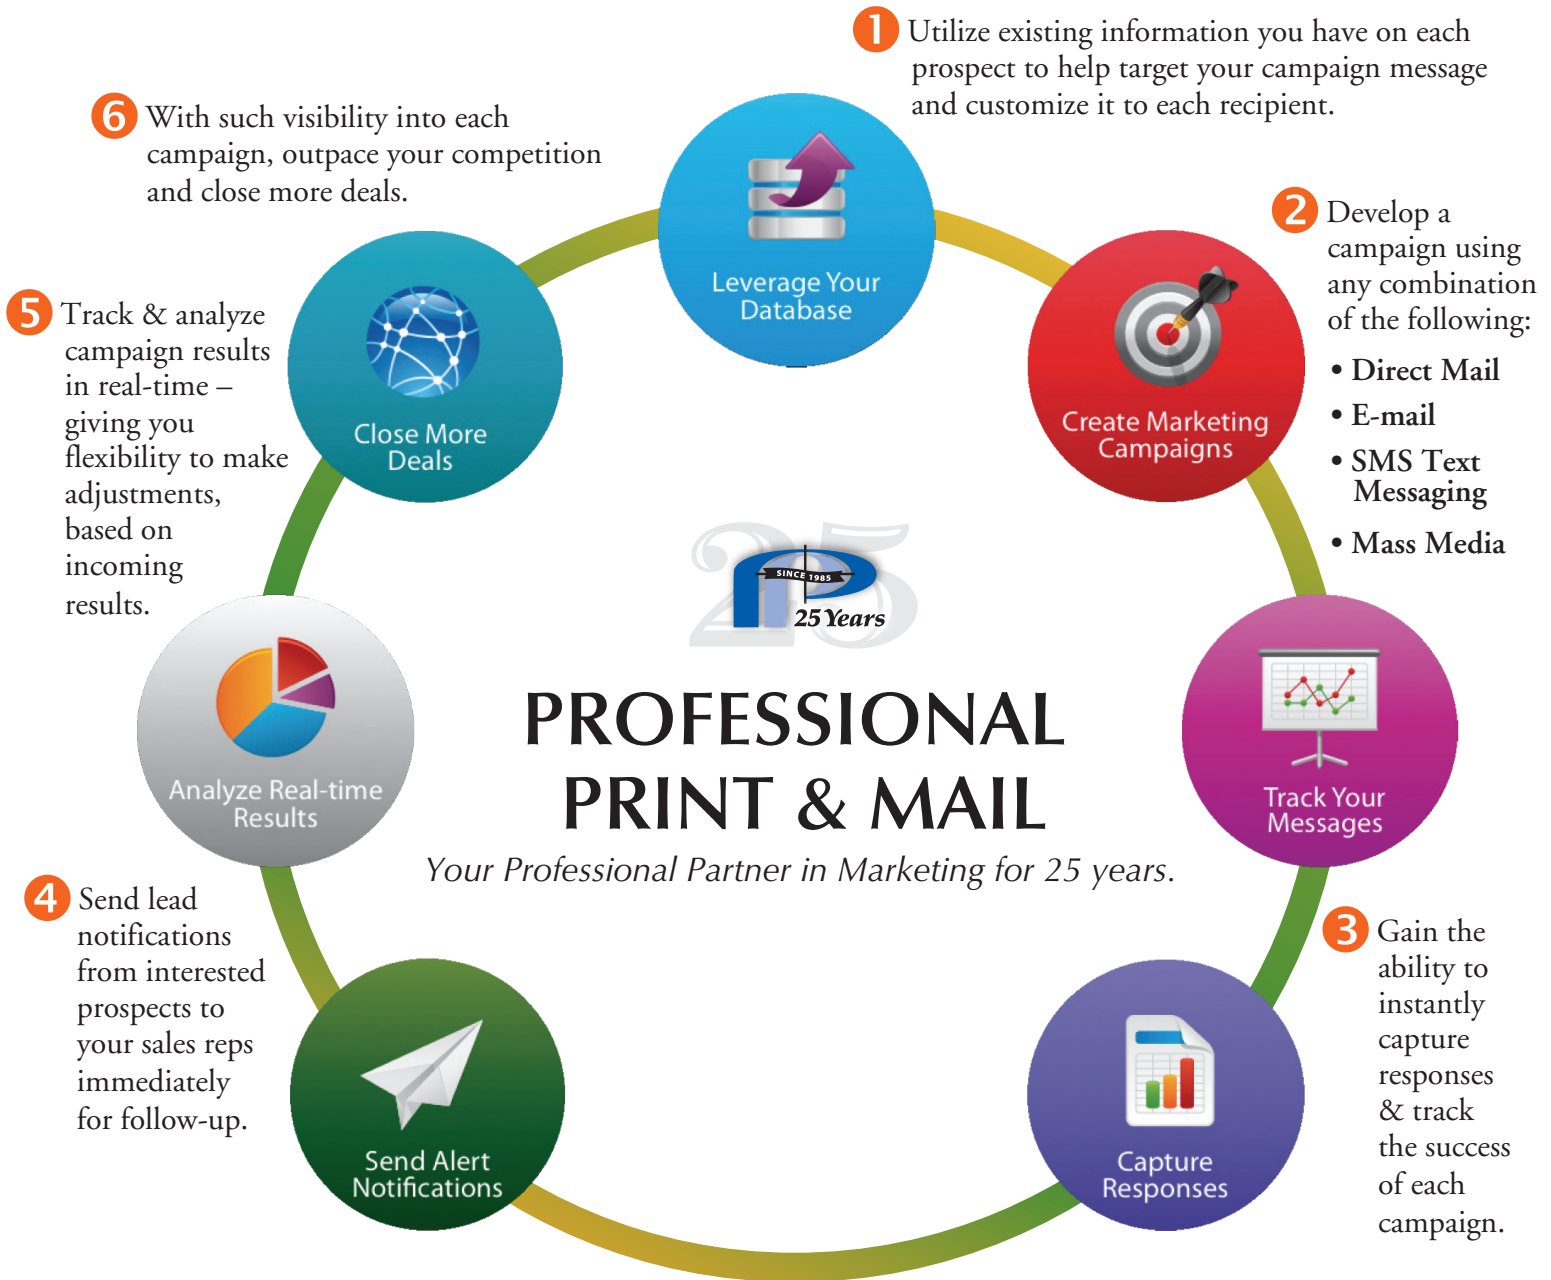 1 Utilize existing information you have on each
prospect to help target your campaign message
and customize it to each recipient.
Leverage Your
Database
2 Develop a
campaign using
any combination
of the following:
• Direct Mail
• E-mail
• SMS Text
Messaging
• Mass Media
Create Marketing
Campaigns
Track Your
Messages
3 Gain the
ability to
instantly
capture
responses
& track
the success
of each
campaign.
Capture
Responses
Send Alert
Notifications
4 Send lead
notifications
from interested
prospects to
your sales reps
immediately
for follow-up.
Analyze Real-time
Results
5 Track & analyze
campaign results
in real-time –
giving you
flexibility to make
adjustments,
based on
incoming
results.
Close More
Deals
6 With such visibility into each
campaign, outpace your competition
and close more deals.
25
SINCE 1985
25 Years
PROFESSIONAL
PRINT & MAIL
Your Professional Partner in Marketing for 25 years.